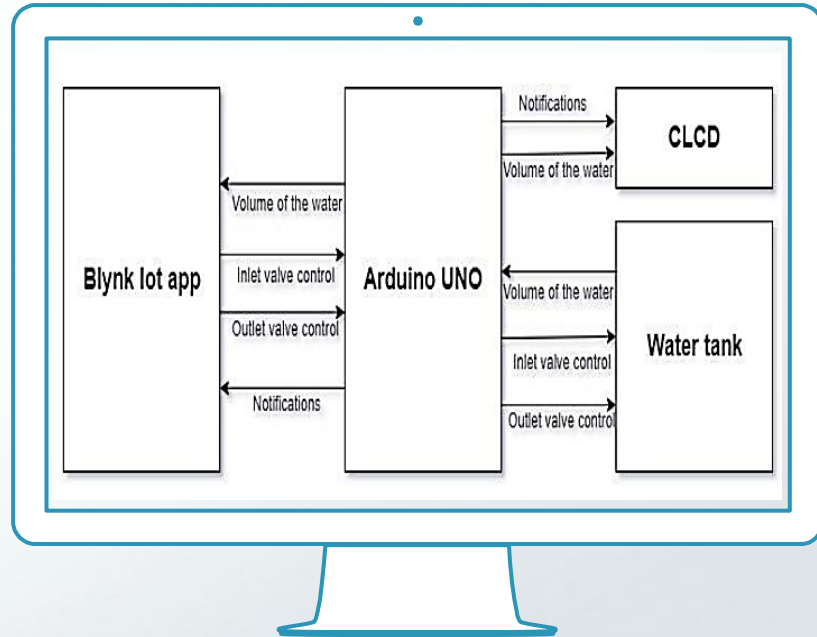 Notifications
CLCD
Volume of the water
Volume of the water
Blynk Iot app
Inlet valve control
Outlet valve control
Notifications
Arduino UNO
Volume of the water
Inlet valve control
Outlet valve control
Water tank